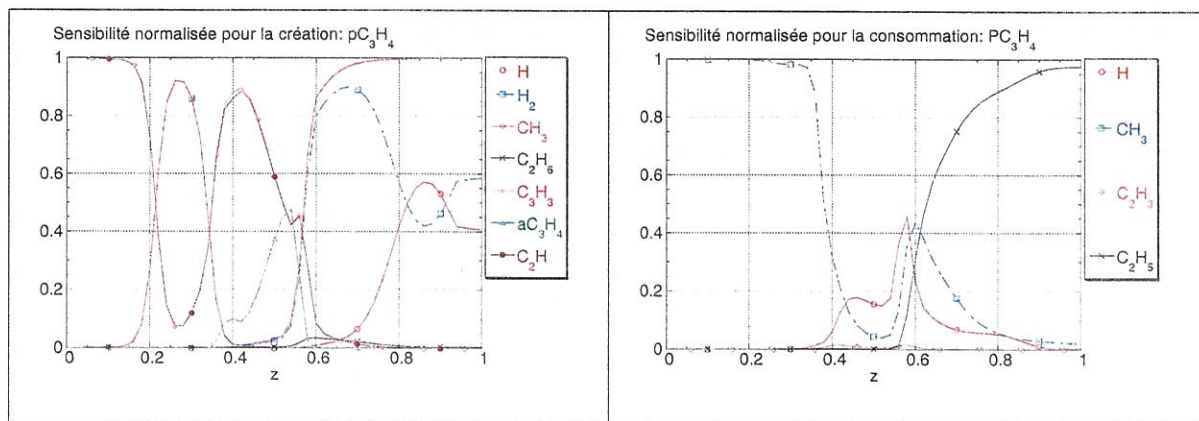 Sensibilité normalisée pour la création: pC₃H₄
1
0.8
0.6
0.4
0.2
0
0 0.2 0.4 0.6 0.8 1
z
H
H₂
CH₃
C₂H₆
C₃H₃
aC₃H₄
C₂H
Sensibilité normalisée pour la consommation: PC₃H₄
1
0.8
0.6
0.4
0.2
0
0 0.2 0.4 0.6 0.8 1
z
H
CH₃
C₂H₃
C₂H₅